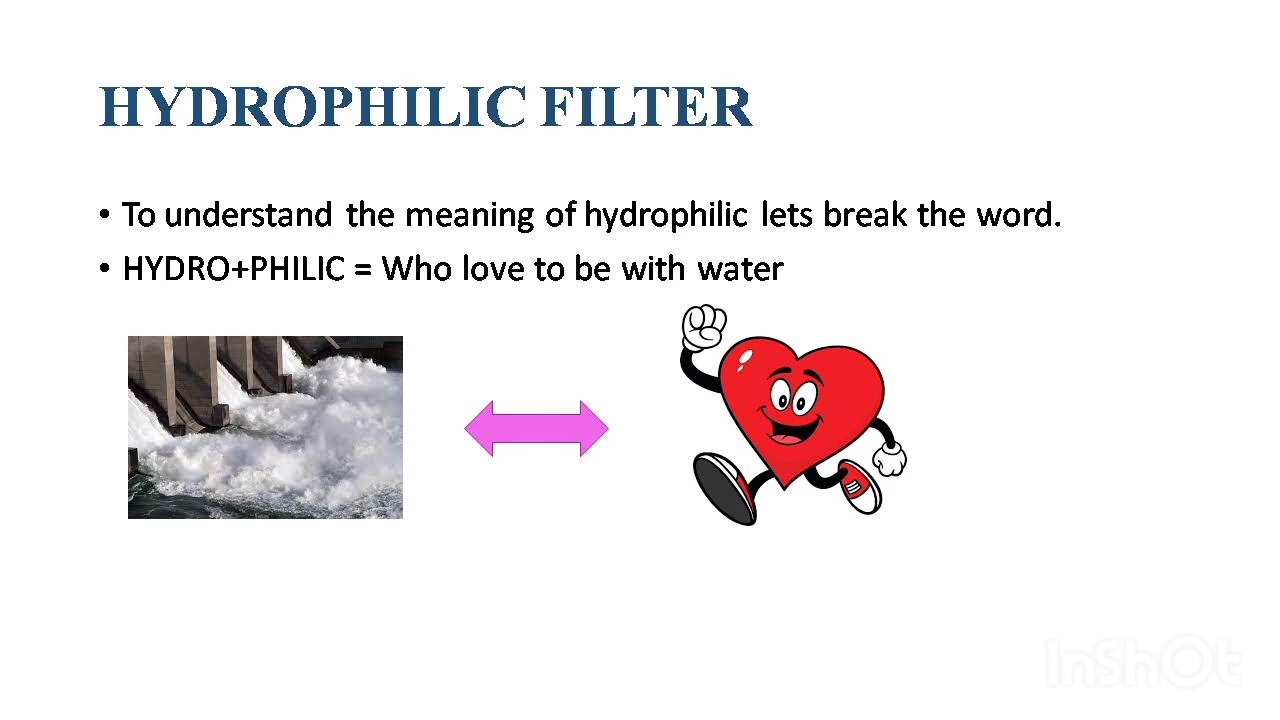 HYDROPHILIC FILTER
• To understand the meaning of hydrophilic lets break the word.
• HYDRO+PHILIC = Who love to be with water
InShOt